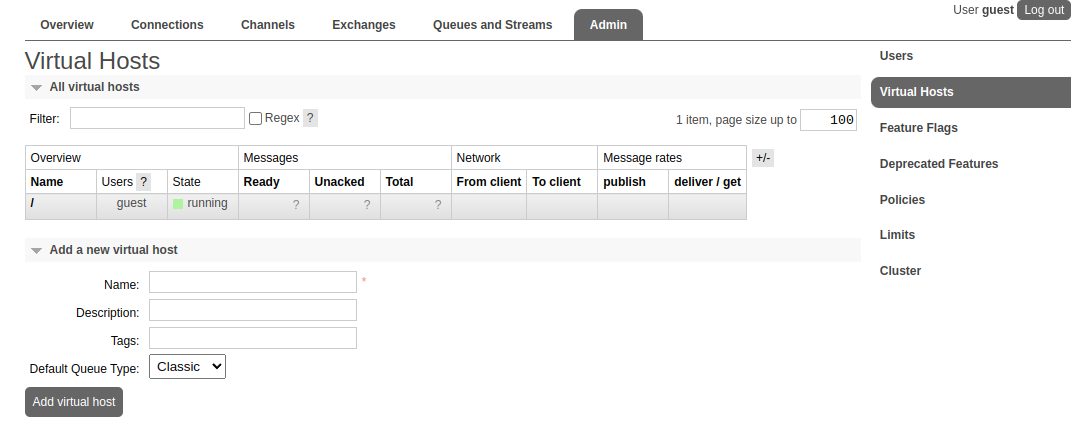 User guest Log out
Overview Connections Channels Exchanges Queues and Streams Admin
Virtual Hosts
All virtual hosts
Filter: Regex ? 1 item, page size up to 100
Overview Messages Network Message rates +/-
Name Users ? State Ready Unacked Total From client To client publish deliver / get
/ guest running ? ? ?
Add a new virtual host
Name: *
Description:
Tags:
Default Queue Type: Classic
Add virtual host
Users
Virtual Hosts
Feature Flags
Deprecated Features
Policies
Limits
Cluster